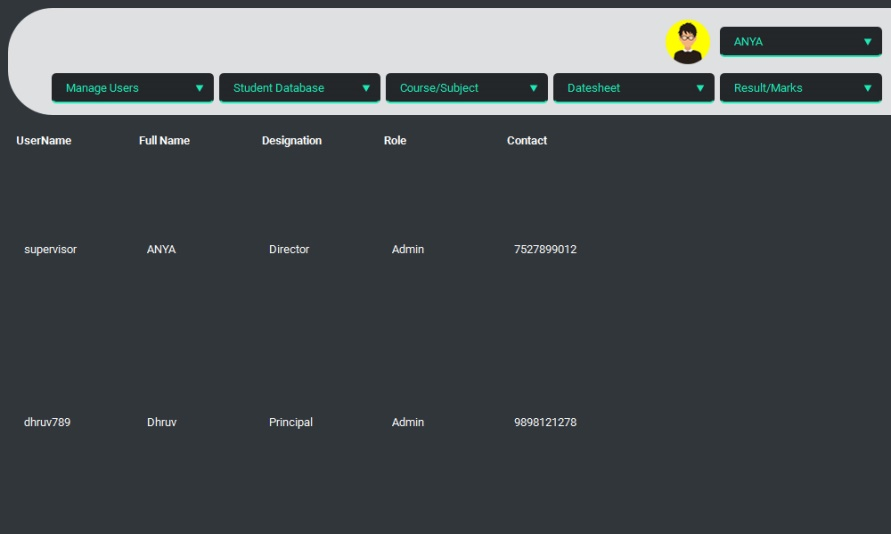 ANYA
Manage Users Student Database Course/Subject Datesheet Result/Marks
UserName Full Name Designation Role Contact
supervisor ANYA Director Admin 7527899012
dhruv789 Dhruv Principal Admin 9898121278